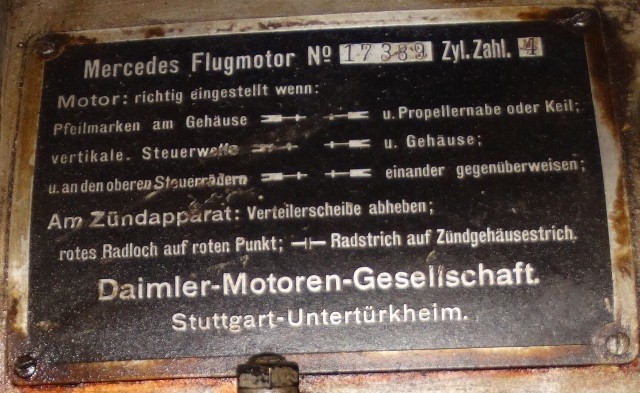 Mercedes Flugmotor № 17389 Zyl. Zahl. 4
Motor: richtig eingestellt wenn:
Pfeilmarken am Gehäuse u. Propellernabe oder Keil;
vertikale. Steuerwelle u. Gehäuse;
u. an den oberen Steuerrädern einander gegenüberweisen;
Am Zündapparat: Verteilerscheibe abheben;
rotes Radloch auf roten Punkt; Radstrich auf Zündgehäusestrich.
Daimler-Motoren-Gesellschaft.
Stuttgart-Untertürkheim.